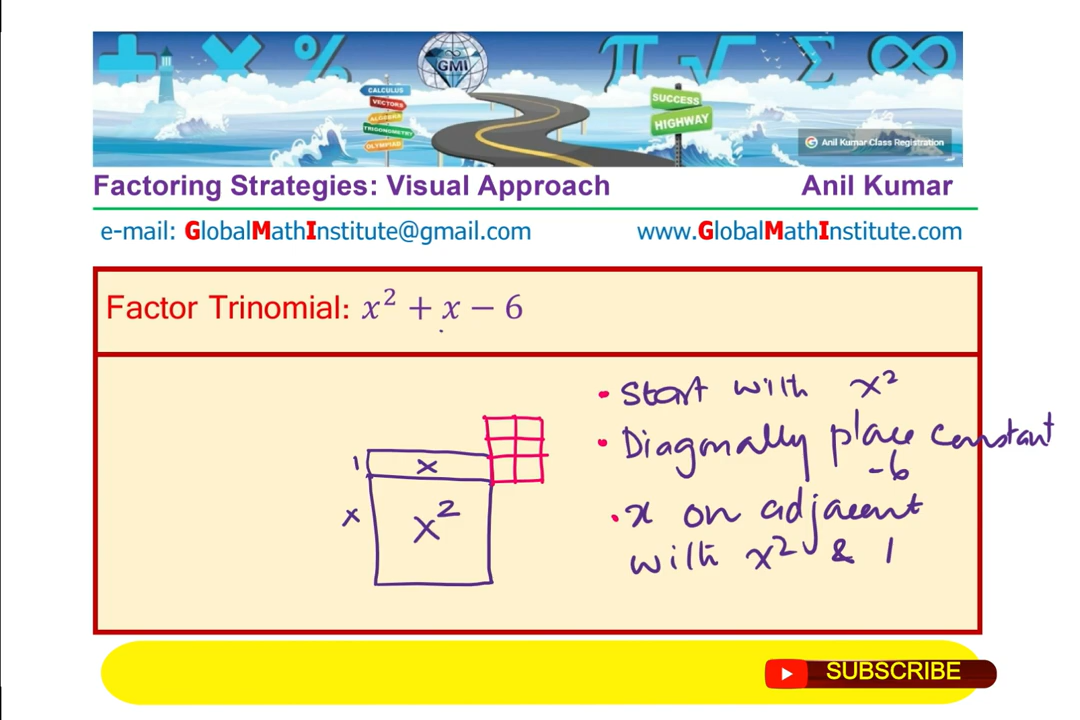 GMI
CALCULUS
VECTORS
ALGEBRA
TRIGONOMETRY
OLYMPIAD
SUCCESS
HIGHWAY
Anil Kumar Class Registration
Factoring Strategies: Visual Approach Anil Kumar
e-mail: GlobalMathInstitute@gmail.com www.GlobalMathInstitute.com
Factor Trinomial: x² + x − 6
1 x
x x²
• Start with x²
• Diagonally place constant
-6
• x on adjacent
with x² & 1
SUBSCRIBE